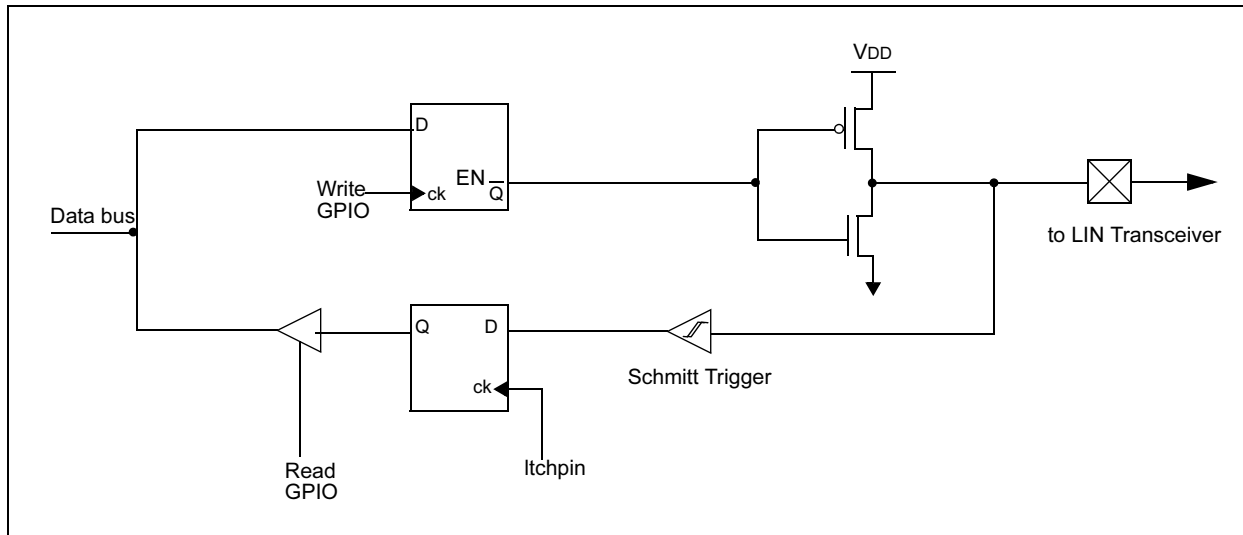 VDD
D
EN Q
Write
GPIO
ck
Data bus
to LIN Transceiver
Q
D
Schmitt Trigger
ck
Read
GPIO
ltchpin